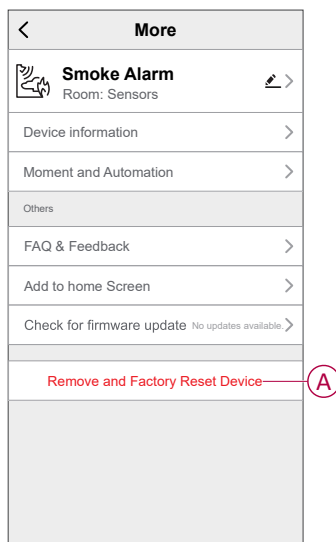 More
Smoke Alarm
Room: Sensors
Device information
Moment and Automation
Others
FAQ & Feedback
Add to home Screen
Check for firmware update No updates available.
Remove and Factory Reset Device
A